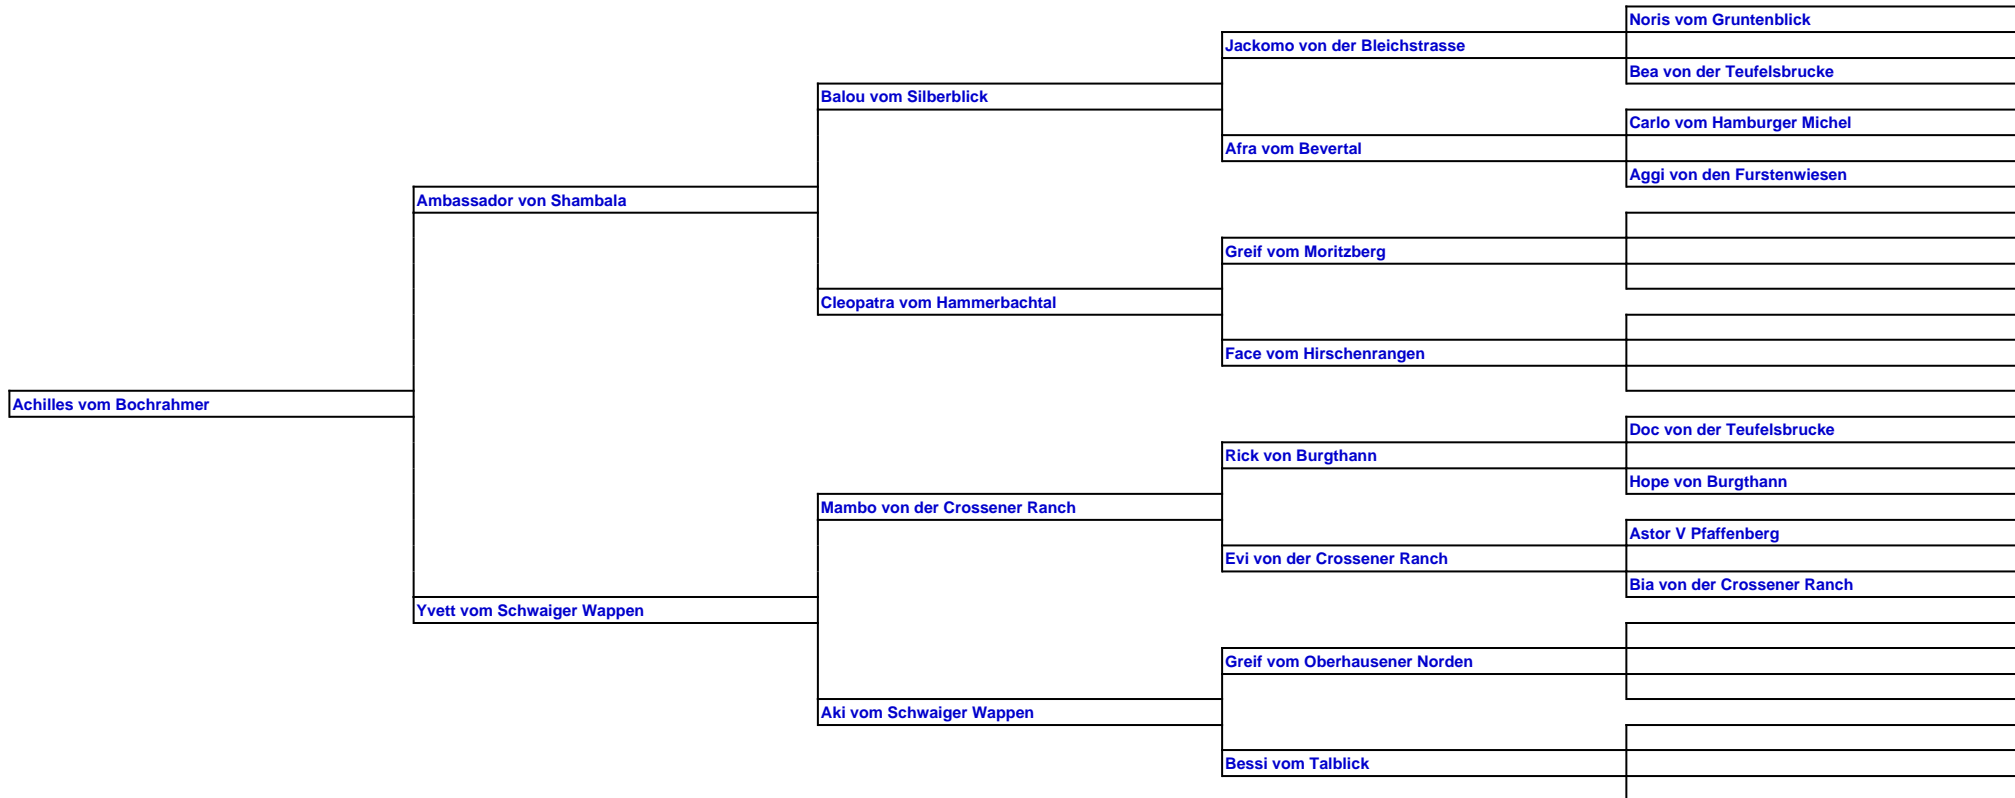 Noris vom Gruntenblick
Jackomo von der Bleichstrasse
Bea von der Teufelsbrucke
Balou vom Silberblick
Carlo vom Hamburger Michel
Afra vom Bevertal
Aggi von den Furstenwiesen
Ambassador von Shambala
Greif vom Moritzberg
Cleopatra vom Hammerbachtal
Face vom Hirschenrangen
Achilles vom Bochrahmer
Doc von der Teufelsbrucke
Rick von Burgthann
Hope von Burgthann
Mambo von der Crossener Ranch
Astor V Pfaffenberg
Evi von der Crossener Ranch
Bia von der Crossener Ranch
Yvett vom Schwaiger Wappen
Greif vom Oberhausener Norden
Aki vom Schwaiger Wappen
Bessi vom Talblick